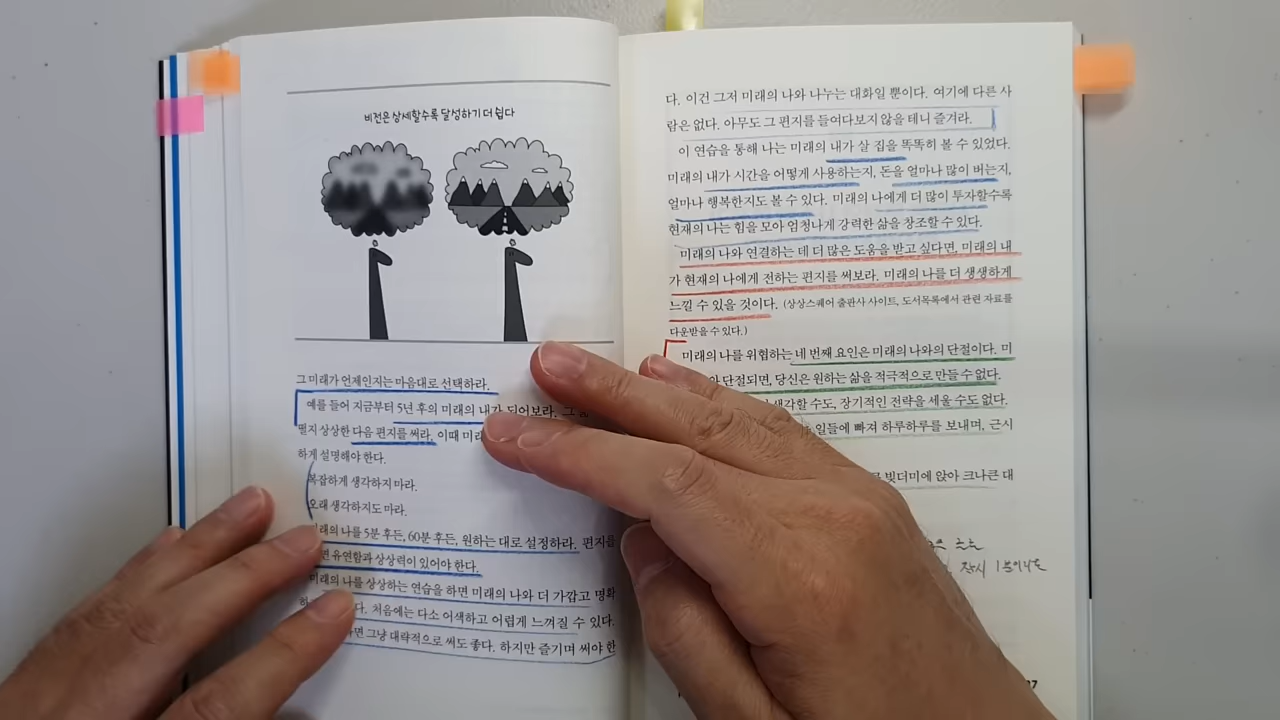 비전은 상세할수록 달성하기 더 쉽다
그 미래가 언제인지는 마음대로 선택하라.
예를 들어 지금부터 5년 후의 미래의 내가 되어보라. 그
떨지 상상한 다음 편지를 써라. 이때 미래
하게 설명해야 한다.
복잡하게 생각하지 마라.
오래 생각하지도 마라.
미래의 나를 5분 후든, 60분 후든, 원하는 대로 설정하라. 편지를
유연함과 상상력이 있어야 한다.
미래의 나를 상상하는 연습을 하면 미래의 나와 더 가깝고 명확
다. 처음에는 다소 어색하고 어렵게 느껴질 수 있다.
그냥 대략적으로 써도 좋다. 하지만 즐기며 써야 한
다. 이건 그저 미래의 나와 나누는 대화일 뿐이다. 여기에 다른 사
람은 없다. 아무도 그 편지를 들여다보지 않을 테니 즐겨라.
이 연습을 통해 나는 미래의 내가 살 집을 똑똑히 볼 수 있었다.
미래의 내가 시간을 어떻게 사용하는지, 돈을 얼마나 많이 버는지,
얼마나 행복한지도 볼 수 있다. 미래의 나에게 더 많이 투자할수록
현재의 나는 힘을 모아 엄청나게 강력한 삶을 창조할 수 있다.
미래의 나와 연결하는 데 더 많은 도움을 받고 싶다면, 미래의 내
가 현재의 나에게 전하는 편지를 써보라. 미래의 나를 더 생생하게
느낄 수 있을 것이다. (상상스퀘어 출판사 사이트, 도서목록에서 관련 자료를
다운받을 수 있다.)
미래의 나를 위협하는 네 번째 요인은 미래의 나와의 단절이다. 미
와 단절되면, 당신은 원하는 삶을 적극적으로 만들 수 없다.
생각할 수도, 장기적인 전략을 세울 수도 없다.
일들에 빠져 하루하루를 보내며, 근시
빚더미에 앉아 크나큰 대
잠시